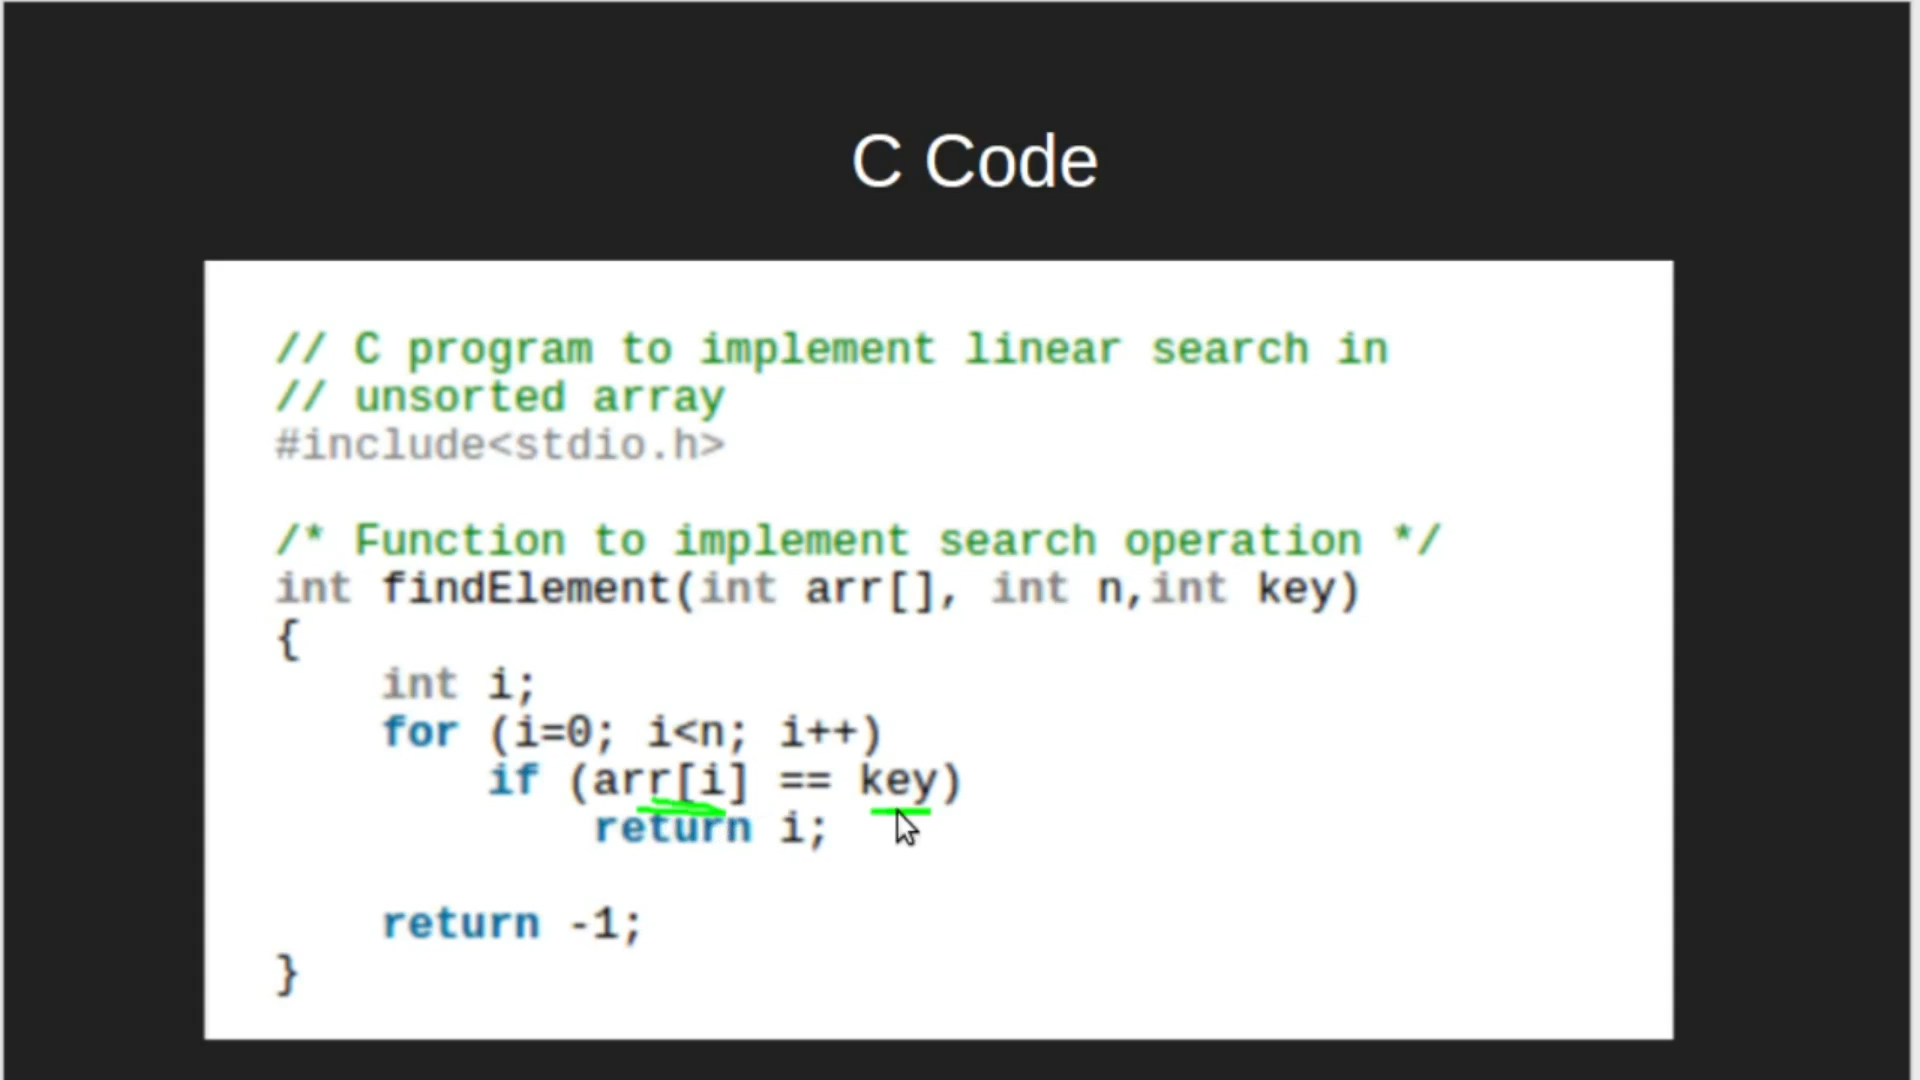 C Code
// C program to implement linear search in
// unsorted array
#include<stdio.h>
/* Function to implement search operation */
int findElement(int arr[], int n,int key)
{
    int i;
    for (i=0; i<n; i++)
        if (arr[i] == key)
            return i;
    return -1;
}